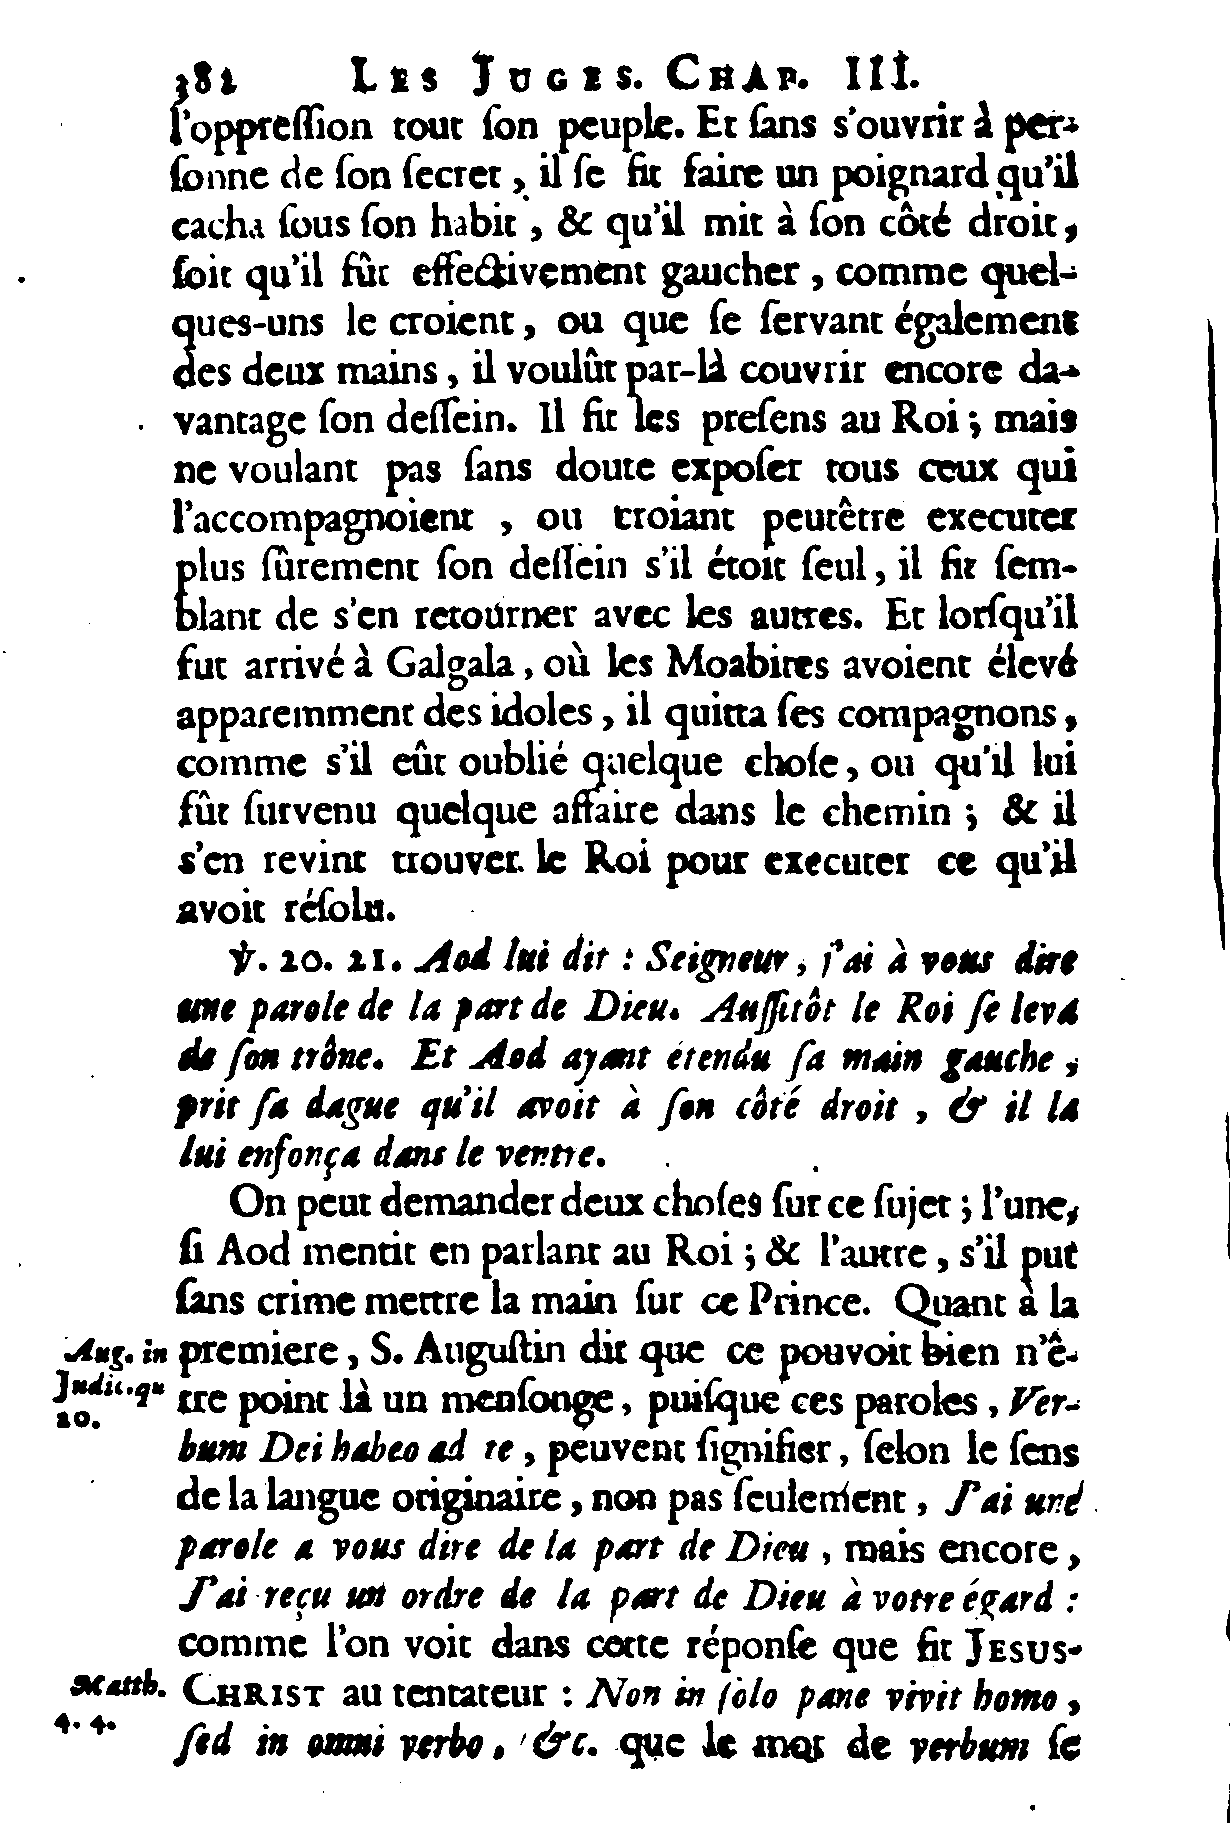 382 LES JUGES. CHAP. III.
l'oppreſſion tout ſon peuple. Et ſans s'ouvrir à per-
ſonne de ſon ſecret, il ſe fit faire un poignard qu'il
cacha ſous ſon habit, & qu'il mit à ſon côté droit,
ſoit qu'il fût effectivement gaucher, comme quel-
ques-uns le croient, ou que ſe ſervant également
des deux mains, il voulût par-là couvrir encore da-
vantage ſon deſſein. Il fit les preſens au Roi; mais
ne voulant pas ſans doute expoſer tous ceux qui
l'accompagnoient, ou croiant peutêtre executer
plus ſûrement ſon deſſein s'il étoit ſeul, il fit ſem-
blant de s'en retourner avec les autres. Et lorſqu'il
fut arrivé à Galgala, où les Moabites avoient élevé
apparemment des idoles, il quitta ſes compagnons,
comme s'il eût oublié quelque choſe, ou qu'il lui
fût ſurvenu quelque affaire dans le chemin; & il
s'en revint trouver le Roi pour executer ce qu'il
avoit réſolu.
℣. 20. 21. Aod lui dit : Seigneur, j'ai à vous dire
une parole de la part de Dieu. Auſſitôt le Roi ſe leva
de ſon trône. Et Aod ayant étendu ſa main gauche,
prit ſa dague qu'il avoit à ſon côté droit, & il la
lui enfonça dans le ventre.
On peut demander deux choſes ſur ce ſujet; l'une,
ſi Aod mentit en parlant au Roi; & l'autre, s'il put
ſans crime mettre la main ſur ce Prince. Quant à la
Aug. in premiere, S. Auguſtin dit que ce pouvoit bien n'ê-
Judic. qu tre point là un menſonge, puiſque ces paroles, Ver-
20.
bum Dei habeo ad te, peuvent ſignifier, ſelon le ſens
de la langue originaire, non pas ſeulement, J'ai une
parole a vous dire de la part de Dieu, mais encore,
J'ai reçu un ordre de la part de Dieu à votre égard :
comme l'on voit dans cette réponſe que fit JESUS-
Matth. CHRIST au tentateur : Non in ſolo pane vivit homo,
4. 4. ſed in omni verbo, &c. que le mot de verbum ſe